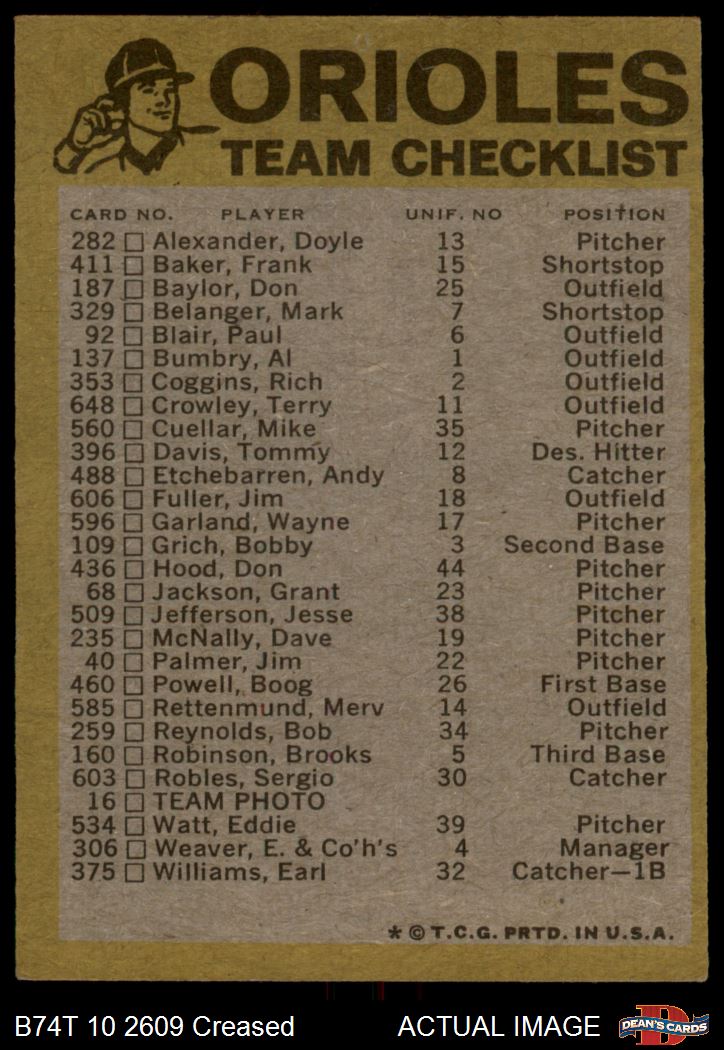 ORIOLES
TEAM CHECKLIST
CARD NO. PLAYER UNIF. NO POSITION
282 Alexander, Doyle 13 Pitcher
411 Baker, Frank 15 Shortstop
187 Baylor, Don 25 Outfield
329 Belanger, Mark 7 Shortstop
92 Blair, Paul 6 Outfield
137 Bumbry, Al 1 Outfield
353 Coggins, Rich 2 Outfield
648 Crowley, Terry 11 Outfield
560 Cuellar, Mike 35 Pitcher
396 Davis, Tommy 12 Des. Hitter
488 Etchebarren, Andy 8 Catcher
606 Fuller, Jim 18 Outfield
596 Garland, Wayne 17 Pitcher
109 Grich, Bobby 3 Second Base
436 Hood, Don 44 Pitcher
68 Jackson, Grant 23 Pitcher
509 Jefferson, Jesse 38 Pitcher
235 McNally, Dave 19 Pitcher
40 Palmer, Jim 22 Pitcher
460 Powell, Boog 26 First Base
585 Rettenmund, Merv 14 Outfield
259 Reynolds, Bob 34 Pitcher
160 Robinson, Brooks 5 Third Base
603 Robles, Sergio 30 Catcher
16 TEAM PHOTO
534 Watt, Eddie 39 Pitcher
306 Weaver, E. & Co'h's 4 Manager
375 Williams, Earl 32 Catcher—1B
* © T.C.G. PRTD. IN U.S.A.
B74T 10 2609 Creased ACTUAL IMAGE
D
DEAN'S CARDS